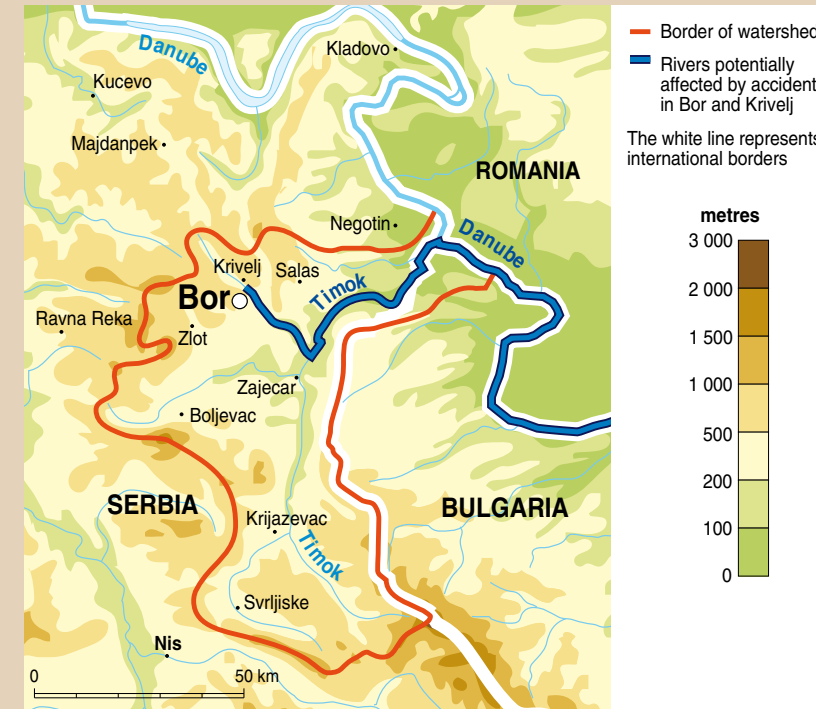 Danube
Kladovo
Kucevo
Majdanpek
ROMANIA
Negotin
Danube
Krivelj
Salas
Bor
Timok
Ravna Reka
Zlot
Zajecar
Boljevac
SERBIA
BULGARIA
Krijazevac
Timok
Svrljiske
Nis
0
50 km
Border of watershed
Rivers potentially
affected by accident
in Bor and Krivelj
The white line represents
international borders
metres
3 000
2 000
1 500
1 000
500
200
100
0